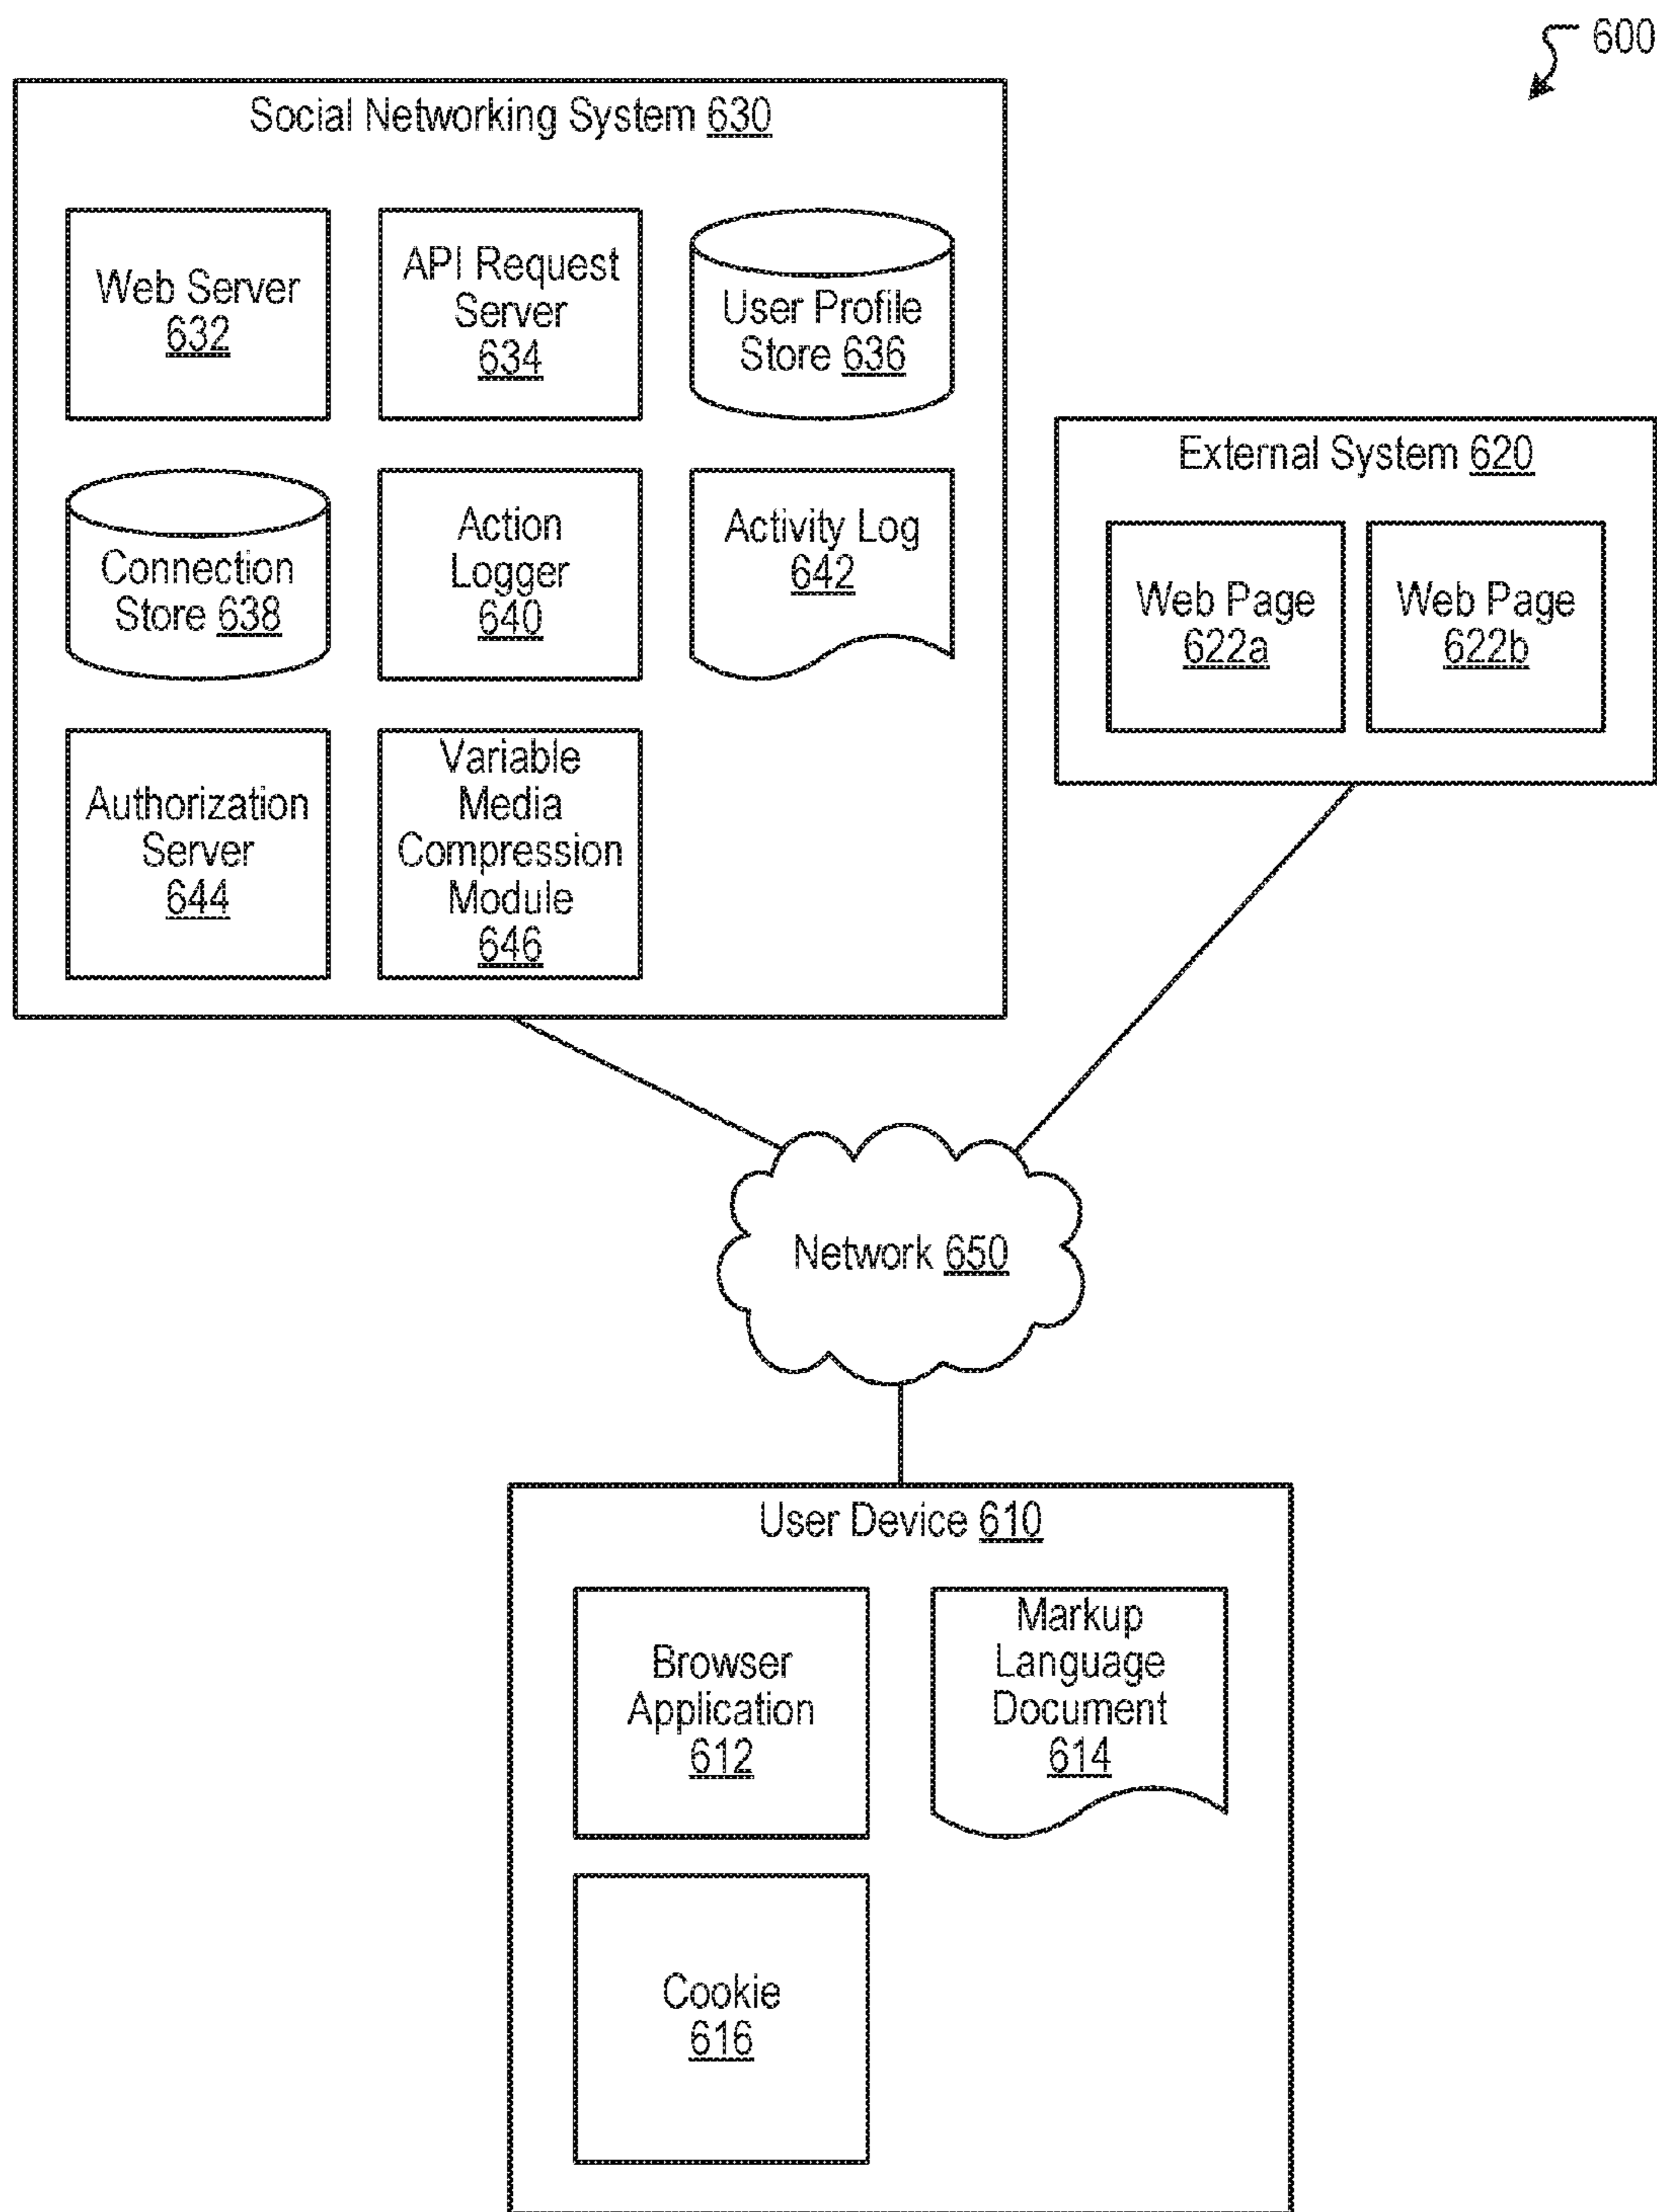 600
Social Networking System 630
Web Server
632
API Request
Server
634
User Profile
Store 636
Connection
Store 638
Action
Logger
640
Activity Log
642
Authorization
Server
644
Variable
Media
Compression
Module
646
External System 620
Web Page
622a
Web Page
622b
Network 650
User Device 610
Browser
Application
612
Markup
Language
Document
614
Cookie
616